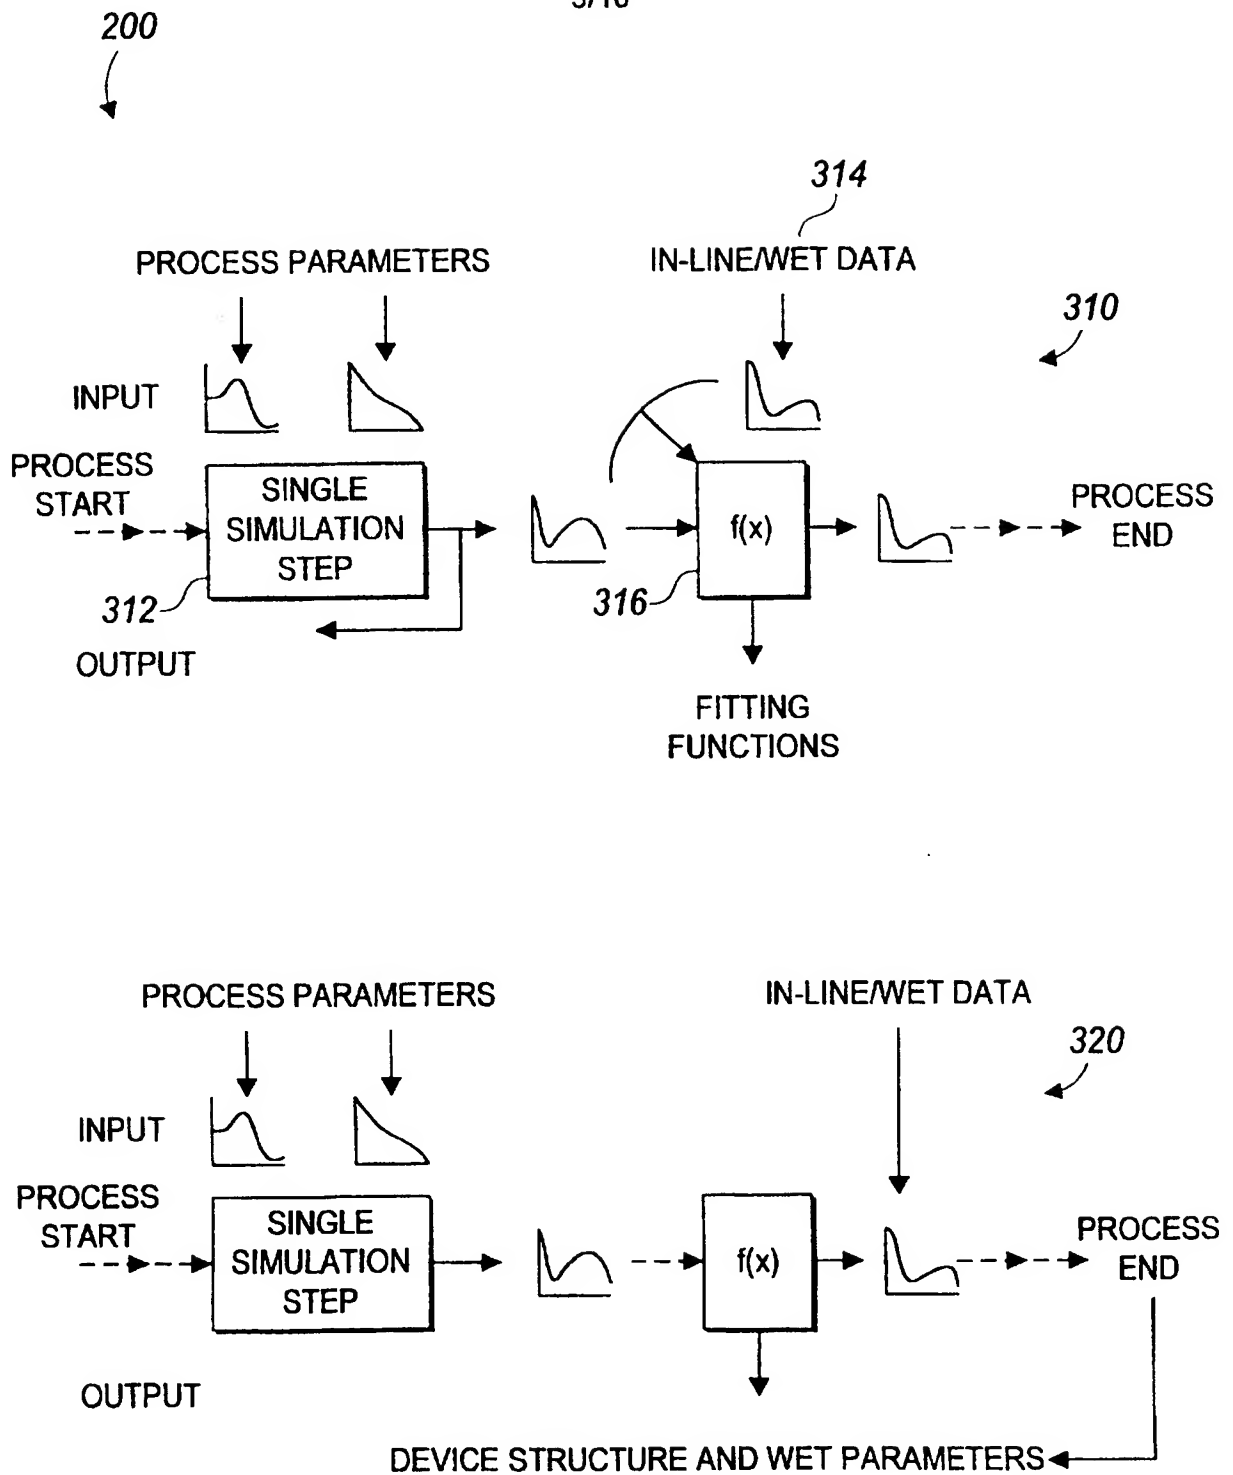 200
314
PROCESS PARAMETERS
IN-LINE/WET DATA
310
INPUT
PROCESS
START
SINGLE
SIMULATION
STEP
f(x)
PROCESS
END
312
316
OUTPUT
FITTING
FUNCTIONS
PROCESS PARAMETERS
IN-LINE/WET DATA
320
INPUT
PROCESS
START
SINGLE
SIMULATION
STEP
f(x)
PROCESS
END
OUTPUT
DEVICE STRUCTURE AND WET PARAMETERS